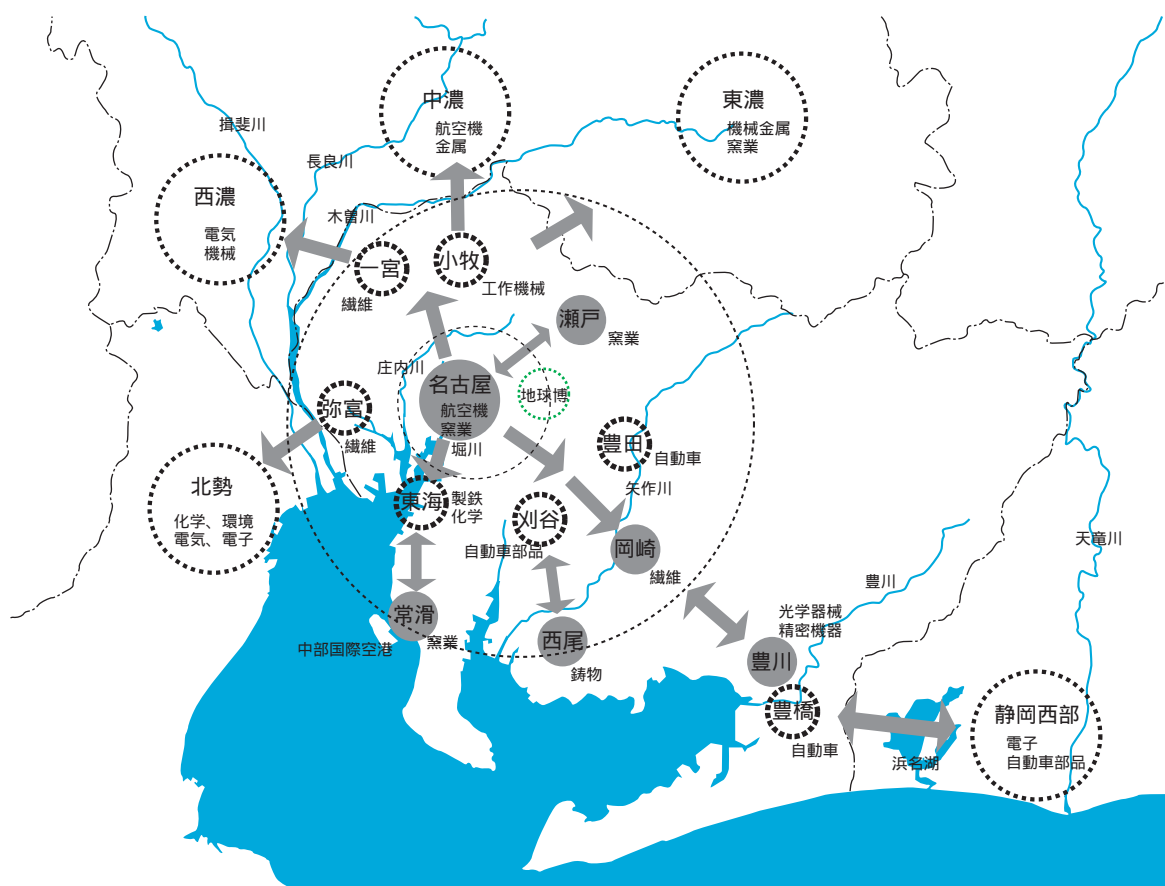 中濃
航空機
金属
東濃
機械金属
窯業
揖斐川
長良川
西濃
電気
機械
木曽川
一宮
繊維
小牧
工作機械
瀬戸
窯業
庄内川
名古屋
航空機
窯業
堀川
地球博
弥富
繊維
豊田
自動車
北勢
化学、環境
電気、電子
東海
製鉄
化学
刈谷
自動車部品
矢作川
岡崎
繊維
天竜川
豊川
常滑
窯業
中部国際空港
西尾
鋳物
光学器械
精密機器
豊川
豊橋
自動車
浜名湖
静岡西部
電子
自動車部品